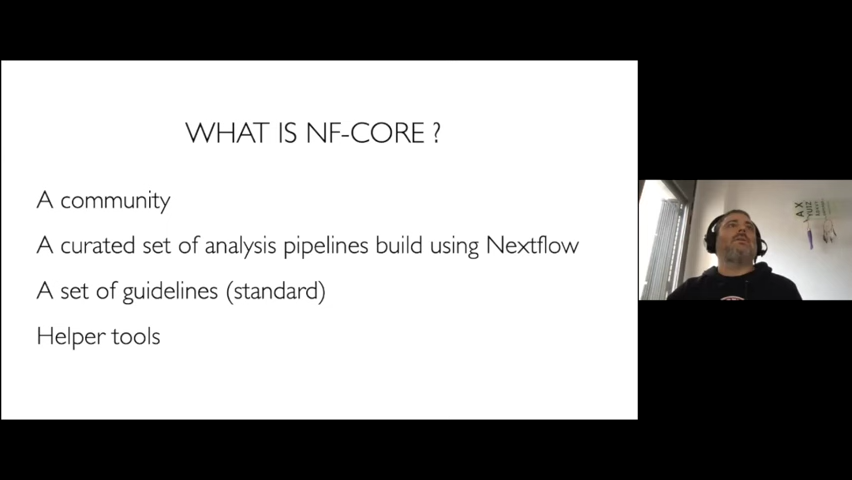 WHAT IS NF-CORE ?
A community
A curated set of analysis pipelines build using Nextflow
A set of guidelines (standard)
Helper tools